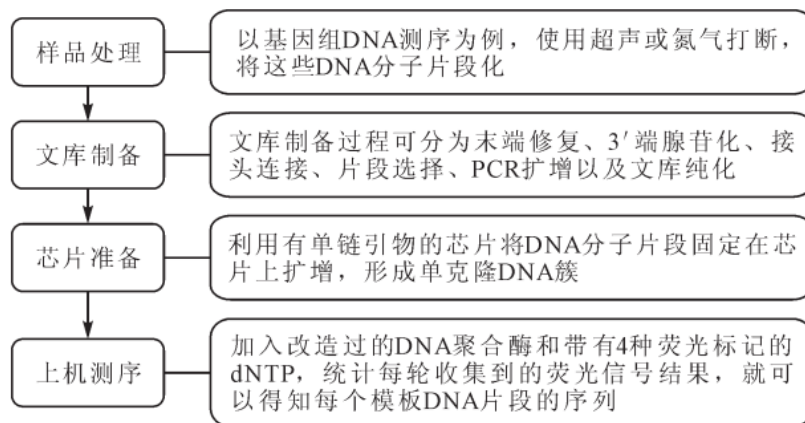 样品处理
以基因组DNA测序为例，使用超声或氮气打断，
将这些DNA分子片段化
文库制备
文库制备过程可分为末端修复、3′端腺苷化、接
头连接、片段选择、PCR扩增以及文库纯化
芯片准备
利用有单链引物的芯片将DNA分子片段固定在芯
片上扩增，形成单克隆DNA簇
上机测序
加入改造过的DNA聚合酶和带有4种荧光标记的
dNTP，统计每轮收集到的荧光信号结果，就可
以得知每个模板DNA片段的序列